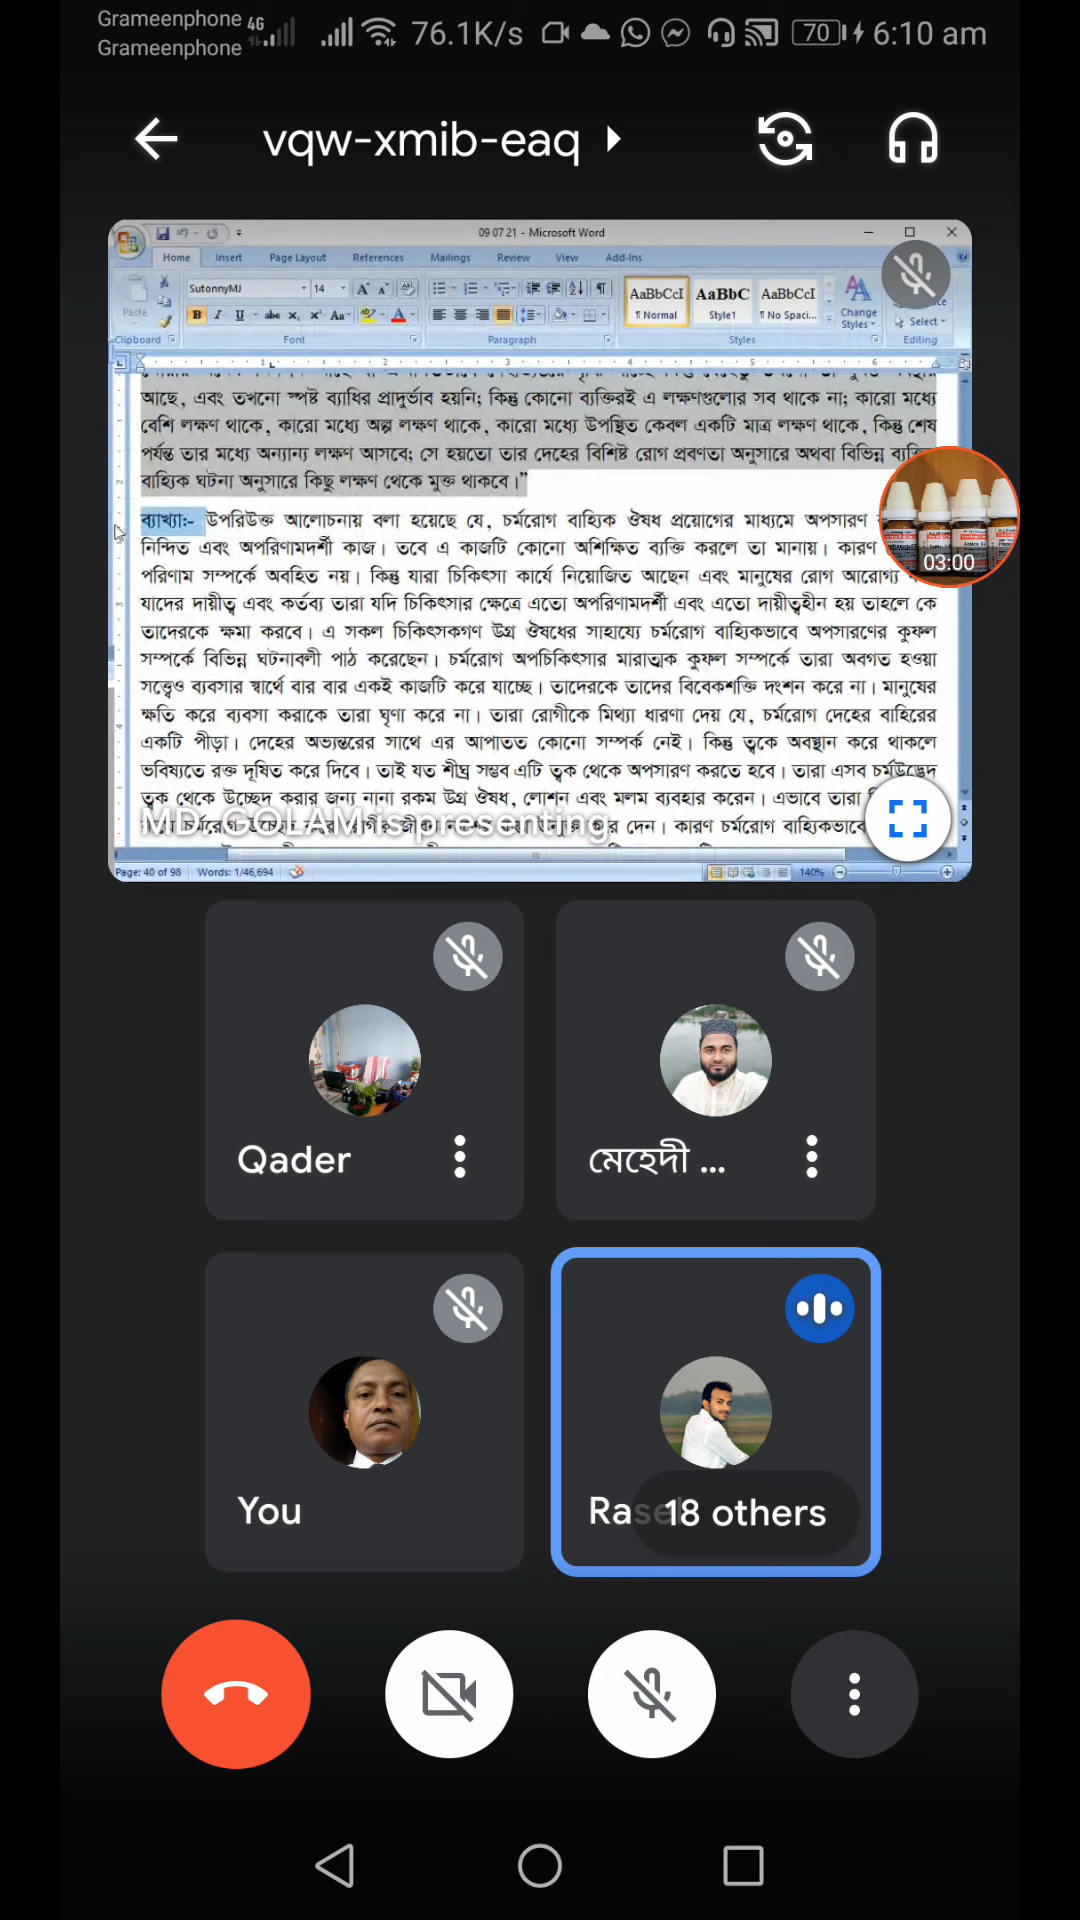 Grameenphone 4G 76.1K/s 70 6:10 am
Grameenphone
vqw-xmib-eaq
09 07 21 - Microsoft Word
Home Insert Page Layout References Mailings Review View Add-Ins
SutonnyMJ 14
AaBbCcI AaBbC AaBbCcI
Paste
¶ Normal Style1 ¶ No Spaci... Change Styles Select
Clipboard Font Paragraph Styles Editing
আছে, এবং তখনো স্পষ্ট ব্যাধির প্রাদুর্ভাব হয়নি; কিন্তু কোনো ব্যক্তিরই এ লক্ষণগুলোর সব থাকে না; কারো মধ্যে
বেশি লক্ষণ থাকে, কারো মধ্যে অল্প লক্ষণ থাকে, কারো মধ্যে উপস্থিত কেবল একটি মাত্র লক্ষণ থাকে, কিন্তু শেষ
পর্যন্ত তার মধ্যে অন্যান্য লক্ষণ আসবে; সে হয়তো তার দেহের বিশিষ্ট রোগ প্রবণতা অনুসারে অথবা বিভিন্ন
বাহ্যিক ঘটনা অনুসারে কিছু লক্ষণ থেকে মুক্ত থাকবে।”
ব্যাখ্যা:- উপরিউক্ত আলোচনায় বলা হয়েছে যে, চর্মরোগ বাহ্যিক ঔষধ প্রয়োগের মাধ্যমে অপসারণ
নিন্দিত এবং অপরিণামদর্শী কাজ। তবে এ কাজটি কোনো অশিক্ষিত ব্যক্তি করলে তা মানায়। কারণ
পরিণাম সম্পর্কে অবহিত নয়। কিন্তু যারা চিকিৎসা কার্যে নিয়োজিত আছেন এবং মানুষের রোগ আরোগ্য
03:00
যাদের দায়ীত্ব এবং কর্তব্য তারা যদি চিকিৎসার ক্ষেত্রে এতো অপরিণামদর্শী এবং এতো দায়ীত্বহীন হয় তাহলে কে
তাদেরকে ক্ষমা করবে। এ সকল চিকিৎসকগণ উগ্র ঔষধের সাহায্যে চর্মরোগ বাহ্যিকভাবে অপসারণের কুফল
সম্পর্কে বিভিন্ন ঘটনাবলী পাঠ করেছেন। চর্মরোগ অপচিকিৎসার মারাত্মক কুফল সম্পর্কে তারা অবগত হওয়া
সত্ত্বেও ব্যবসার স্বার্থে বার বার একই কাজটি করে যাচ্ছে। তাদেরকে তাদের বিবেকশক্তি দংশন করে না। মানুষের
ক্ষতি করে ব্যবসা করাকে তারা ঘৃণা করে না। তারা রোগীকে মিথ্যা ধারণা দেয় যে, চর্মরোগ দেহের বাহিরের
একটি পীড়া। দেহের অভ্যন্তরের সাথে এর আপাতত কোনো সম্পর্ক নেই। কিন্তু ত্বকে অবস্থান করে থাকলে
ভবিষ্যতে রক্ত দূষিত করে দিবে। তাই যত শীঘ্র সম্ভব এটি ত্বক থেকে অপসারণ করতে হবে। তারা এসব চর্মউদ্ভেদ
ত্বক থেকে উচ্ছেদ করার জন্য নানা রকম উগ্র ঔষধ, লোশন এবং মলম ব্যবহার করেন। এভাবে তারা
MD. GOLAM is presenting
করে দেন। কারণ চর্মরোগ বাহ্যিকভাবে
Page: 40 of 98 Words: 1/46,694 140%
Qader মেহেদী ...
You Rasel 18 others